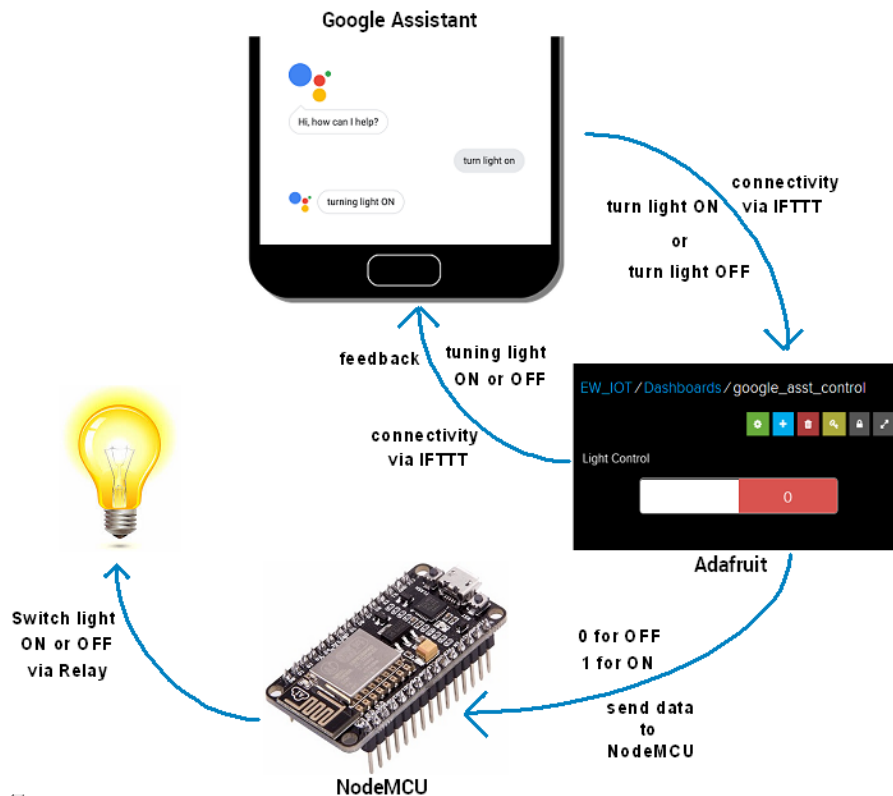 Google Assistant
Hi, how can I help?
turn light on
turning light ON
connectivity
via IFTTT
turn light ON
or
turn light OFF
feedback
tuning light
ON or OFF
connectivity
via IFTTT
EW_IOT / Dashboards / google_asst_control
Light Control
0
Adafruit
0 for OFF
1 for ON
send data
to
NodeMCU
Switch light
ON or OFF
via Relay
NodeMCU